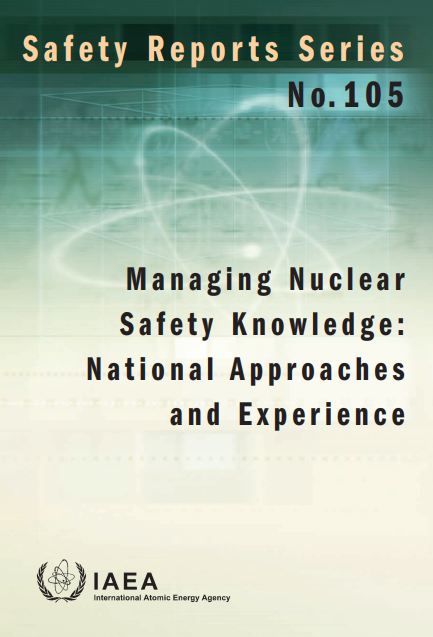 Safety Reports Series
No. 105
Managing Nuclear
Safety Knowledge:
National Approaches
and Experience
IAEA
International Atomic Energy Agency